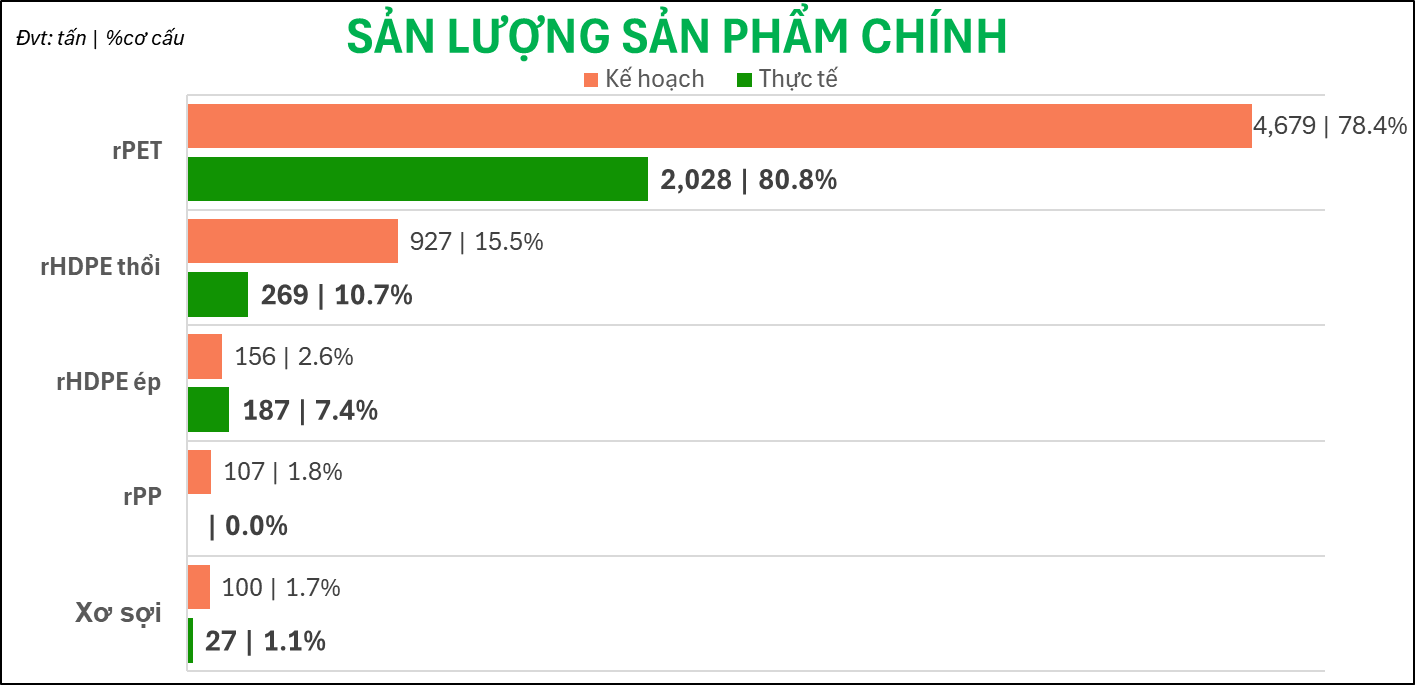 Đvt: tấn | %cơ cấu
SẢN LƯỢNG SẢN PHẨM CHÍNH
Kế hoạch Thực tế
rPET
4,679 | 78.4%
2,028 | 80.8%
rHDPE thổi
927 | 15.5%
269 | 10.7%
rHDPE ép
156 | 2.6%
187 | 7.4%
rPP
107 | 1.8%
| 0.0%
Xơ sợi
100 | 1.7%
27 | 1.1%